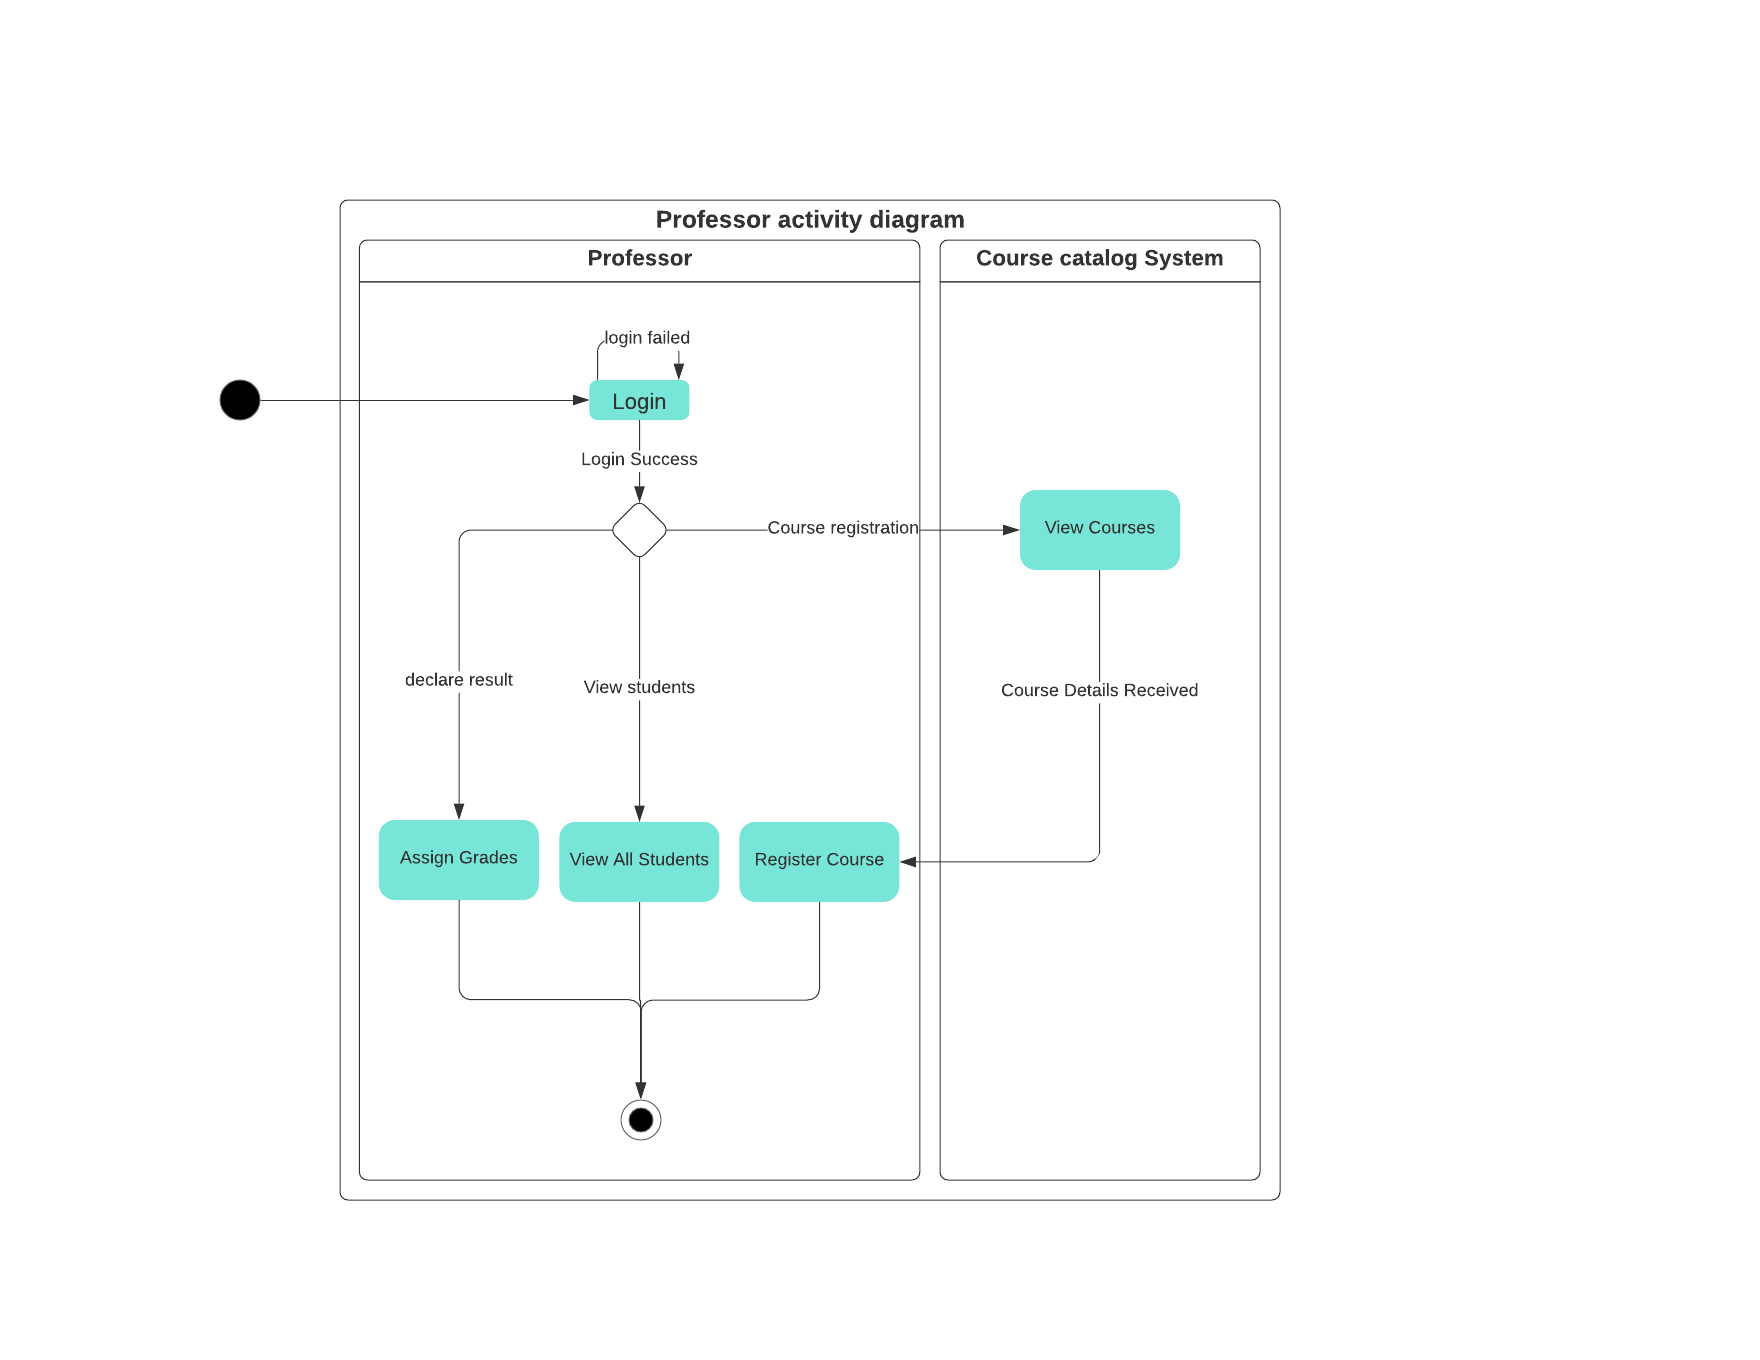 Professor activity diagram
Professor
Course catalog System
login failed
Login
Login Success
Course registration
View Courses
declare result
View students
Course Details Received
Assign Grades
View All Students
Register Course